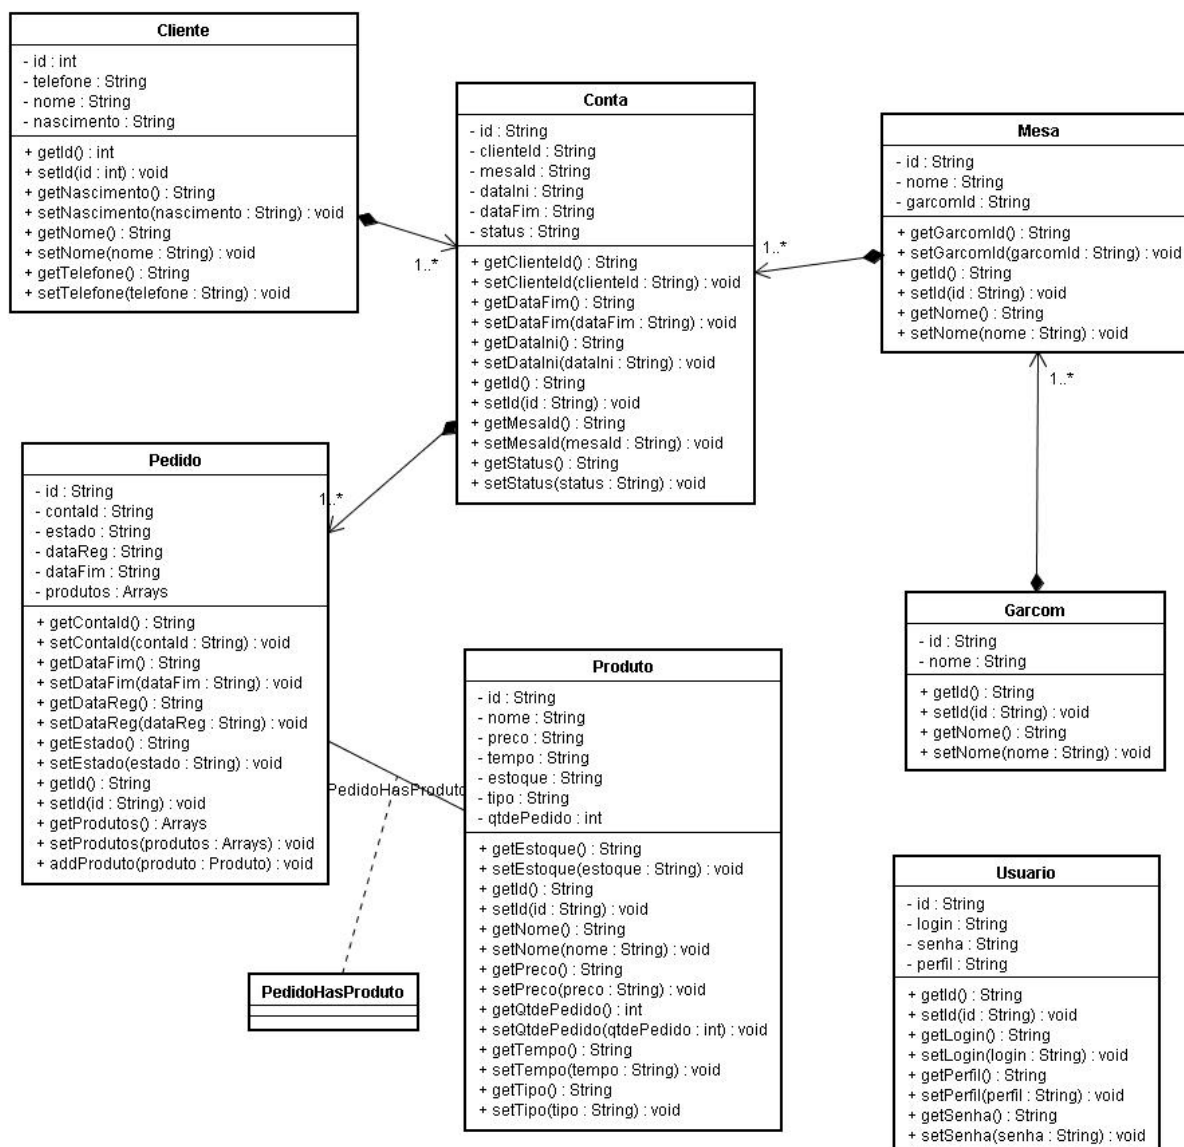 Cliente
- id : int
- telefone : String
- nome : String
- nascimento : String
+ getId() : int
+ setId(id : int) : void
+ getNascimento() : String
+ setNascimento(nascimento : String) : void
+ getNome() : String
+ setNome(nome : String) : void
+ getTelefone() : String
+ setTelefone(telefone : String) : void
1..*
Conta
- id : String
- clienteId : String
- mesaId : String
- dataIni : String
- dataFim : String
- status : String
+ getClienteId() : String
+ setClienteId(clienteId : String) : void
+ getDataFim() : String
+ setDataFim(dataFim : String) : void
+ getDataIni() : String
+ setDataIni(dataIni : String) : void
+ getId() : String
+ setId(id : String) : void
+ getMesaId() : String
+ setMesaId(mesaId : String) : void
+ getStatus() : String
+ setStatus(status : String) : void
1..*
Mesa
- id : String
- nome : String
- garcomId : String
+ getGarcomId() : String
+ setGarcomId(garcomId : String) : void
+ getId() : String
+ setId(id : String) : void
+ getNome() : String
+ setNome(nome : String) : void
1..*
Pedido
- id : String
- contaId : String
- estado : String
- dataReg : String
- dataFim : String
- produtos : Arrays
+ getContaId() : String
+ setContaId(contaId : String) : void
+ getDataFim() : String
+ setDataFim(dataFim : String) : void
+ getDataReg() : String
+ setDataReg(dataReg : String) : void
+ getEstado() : String
+ setEstado(estado : String) : void
+ getId() : String
+ setId(id : String) : void
+ getProdutos() : Arrays
+ setProdutos(produtos : Arrays) : void
+ addProduto(produto : Produto) : void
1..*
PedidoHasProduto
Produto
- id : String
- nome : String
- preco : String
- tempo : String
- estoque : String
- tipo : String
- qtdePedido : int
+ getEstoque() : String
+ setEstoque(estoque : String) : void
+ getId() : String
+ setId(id : String) : void
+ getNome() : String
+ setNome(nome : String) : void
+ getPreco() : String
+ setPreco(preco : String) : void
+ getQtdePedido() : int
+ setQtdePedido(qtdePedido : int) : void
+ getTempo() : String
+ setTempo(tempo : String) : void
+ getTipo() : String
+ setTipo(tipo : String) : void
Garcom
- id : String
- nome : String
+ getId() : String
+ setId(id : String) : void
+ getNome() : String
+ setNome(nome : String) : void
PedidoHasProduto
Usuario
- id : String
- login : String
- senha : String
- perfil : String
+ getId() : String
+ setId(id : String) : void
+ getLogin() : String
+ setLogin(login : String) : void
+ getPerfil() : String
+ setPerfil(perfil : String) : void
+ getSenha() : String
+ setSenha(senha : String) : void